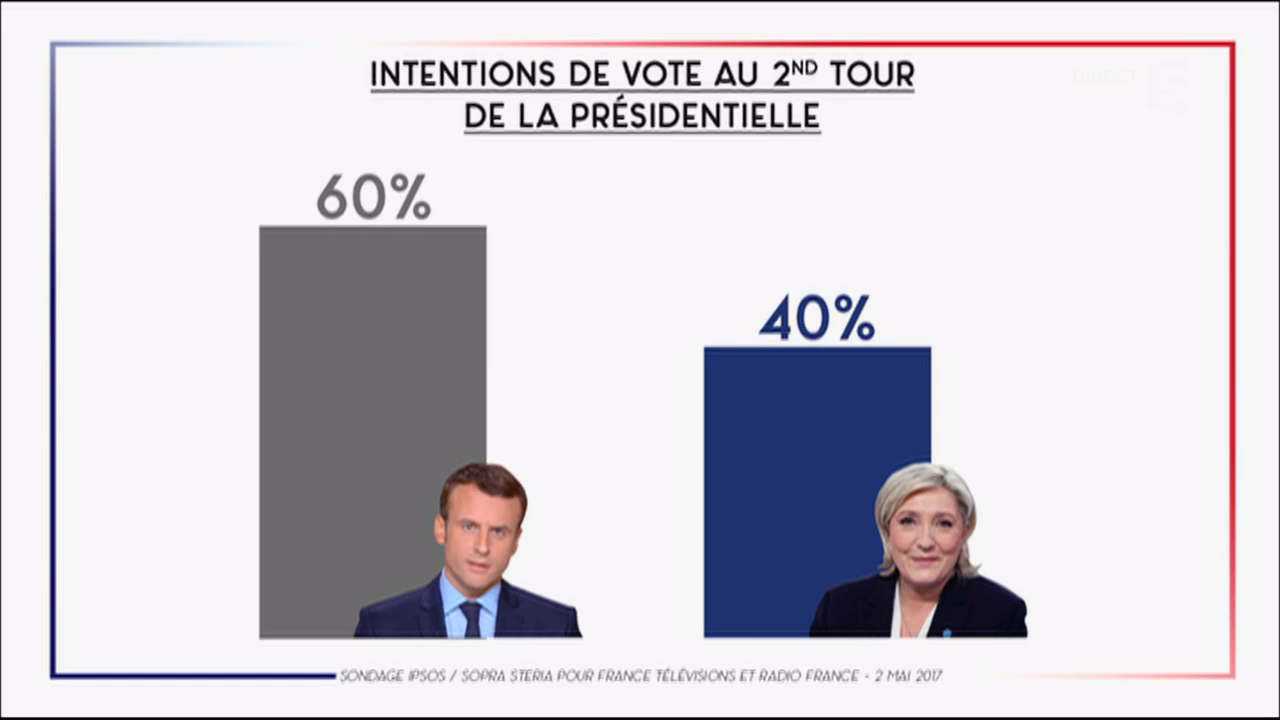 INTENTIONS DE VOTE AU 2ND TOUR
DE LA PRÉSIDENTIELLE
60%
40%
SONDAGE IPSOS / SOPRA STERIA POUR FRANCE TÉLÉVISIONS ET RADIO FRANCE - 2 MAI 2017
DIRECT